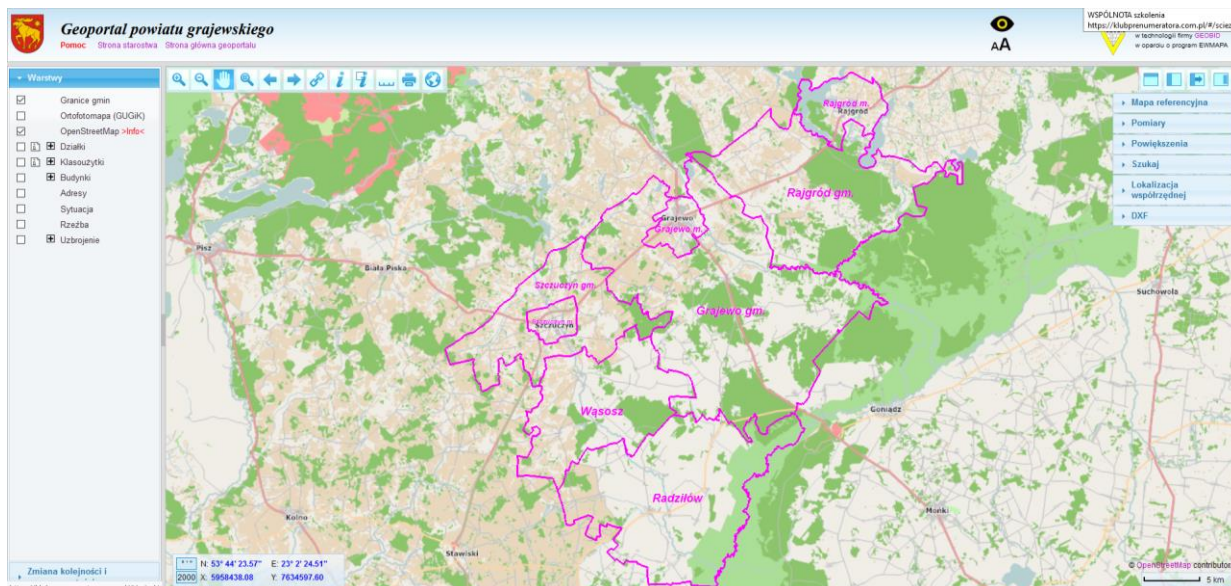 Geoportal powiatu grajewskiego
Pomoc Strona starostwa Strona główna geoportalu
AA
WSPÓLNOTA szkolenia
https://klubprenumeratora.com.pl/#/sciez
w technologii firmy GEOBID
w oparciu o program EWMAPA
Warstwy
Granice gmin
Ortofotomapa (GUGiK)
OpenStreetMap >Info<
Działki
Klasoużytki
Budynki
Adresy
Sytuacja
Rzeźba
Uzbrojenie
Zmiana kolejności i
Mapa referencyjna
Pomiary
Powiększenia
Szukaj
Lokalizacja
współrzędnej
DXF
Rajgród m.
Rajgród
Rajgród gm.
Grajewo
Grajewo m.
Pisz
Biała Piska
Szczuczyn gm.
Suchowola
Grajewo gm.
Szczuczyn
Goniądz
Wąsosz
Radziłów
Mońki
Kolno
Stawiski
N: 53° 44' 23.57" E: 23° 2' 24.51"
2000 X: 5958438.08 Y: 7634597.60
© OpenStreetMap contributo
5 km